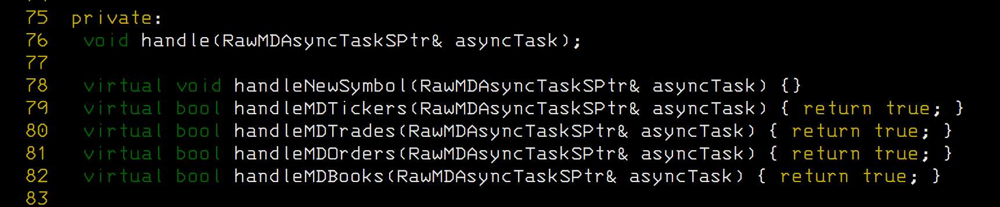 75 private:
76  void handle(RawMDAsyncTaskSPtr& asyncTask);
77
78  virtual void handleNewSymbol(RawMDAsyncTaskSPtr& asyncTask) {}
79  virtual bool handleMDTickers(RawMDAsyncTaskSPtr& asyncTask) { return true; }
80  virtual bool handleMDTrades(RawMDAsyncTaskSPtr& asyncTask) { return true; }
81  virtual bool handleMDOrders(RawMDAsyncTaskSPtr& asyncTask) { return true; }
82  virtual bool handleMDBooks(RawMDAsyncTaskSPtr& asyncTask) { return true; }
83